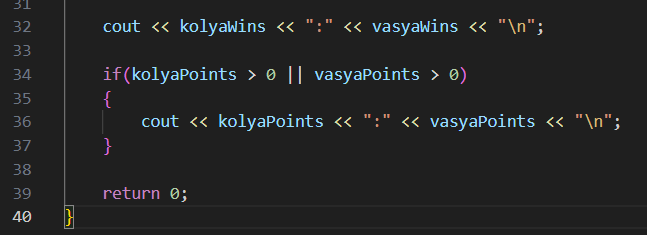 31
32 cout << kolyaWins << ":" << vasyaWins << "\n";
33
34 if(kolyaPoints > 0 || vasyaPoints > 0)
35 {
36 cout << kolyaPoints << ":" << vasyaPoints << "\n";
37 }
38
39 return 0;
40 }